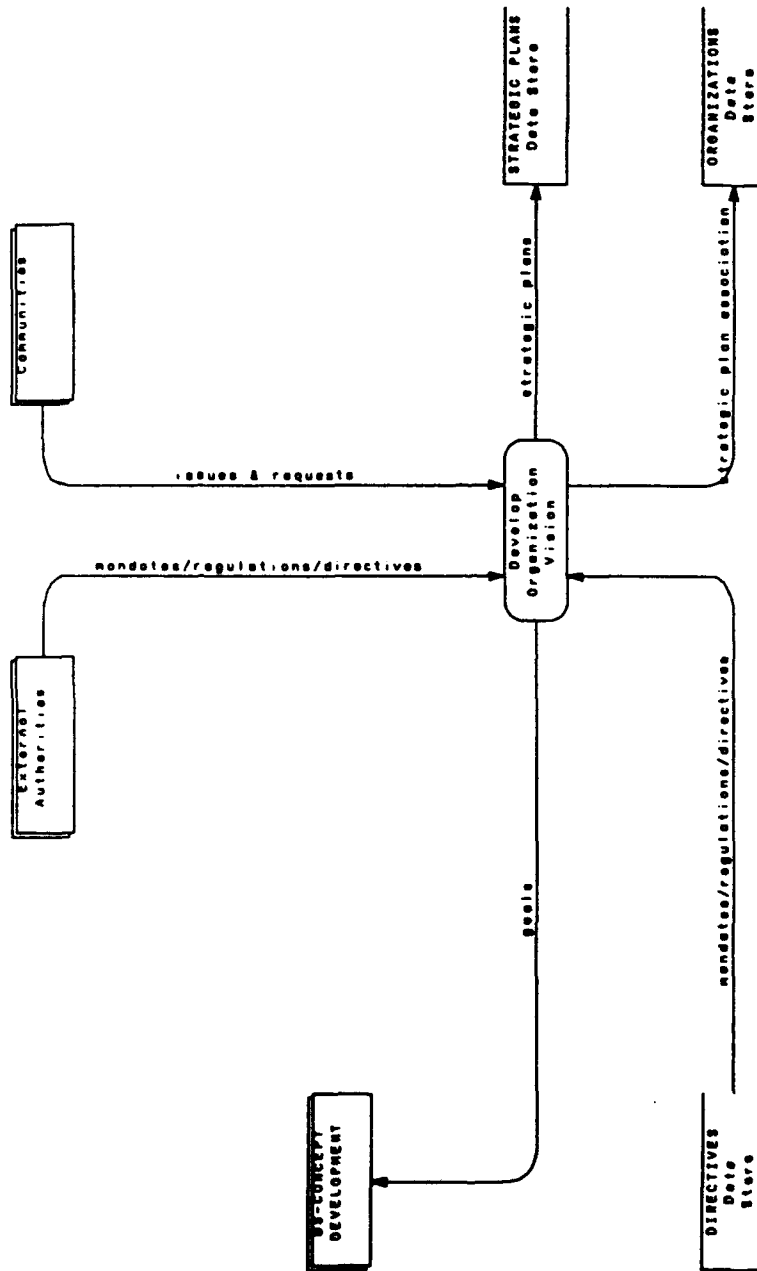 Communities
External
Authorities
issues & requests
mandates/regulations/directives
DEVELOPMENT
goals
Develop
Organization
Vision
strategic plans
STRATEGIC PLANS
Data Store
strategic plan association
ORGANIZATIONS
Data
Store
mandates/regulations/directives
DIRECTIVES
Data
Store